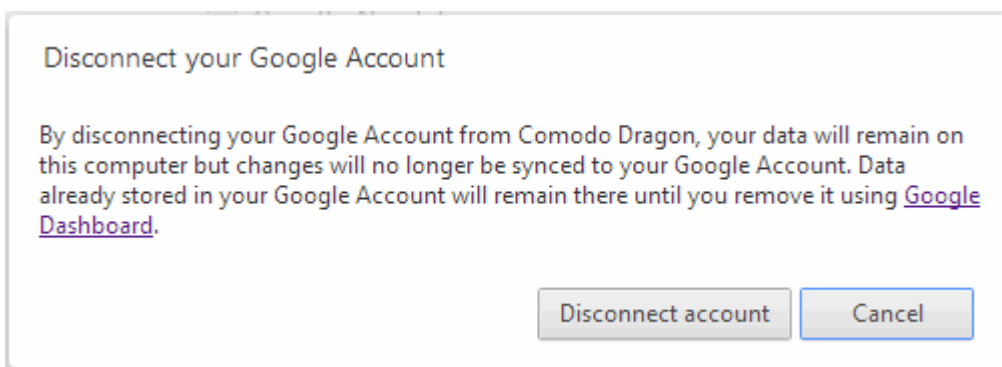 Disconnect your Google Account
By disconnecting your Google Account from Comodo Dragon, your data will remain on
this computer but changes will no longer be synced to your Google Account. Data
already stored in your Google Account will remain there until you remove it using Google
Dashboard.
Disconnect account Cancel